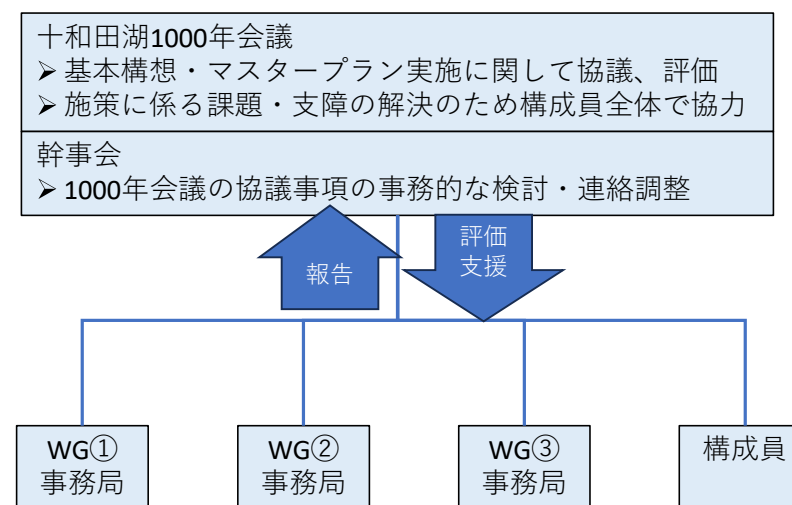 十和田湖1000年会議
➢基本構想・マスタープラン実施に関して協議、評価
➢施策に係る課題・支障の解決のため構成員全体で協力
幹事会
➢1000年会議の協議事項の事務的な検討・連絡調整
報告
評価
支援
WG①
事務局
WG②
事務局
WG③
事務局
構成員